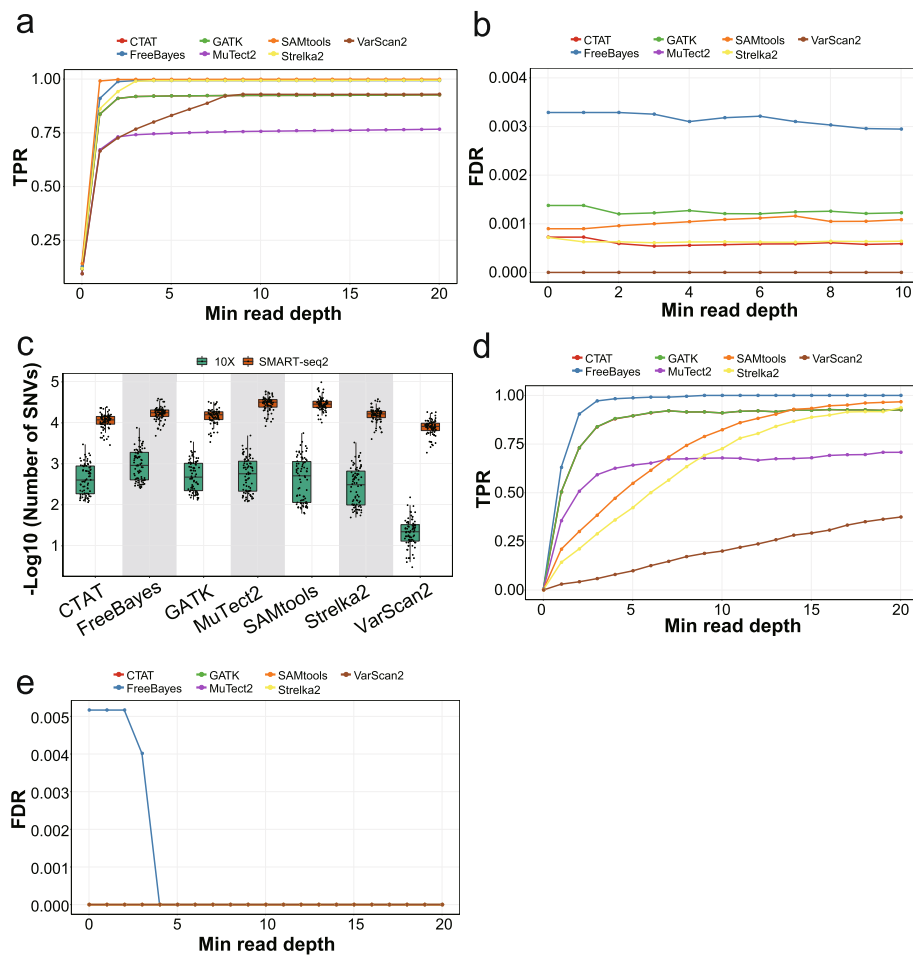 a
CTAT GATK SAMtools VarScan2
FreeBayes MuTect2 Strelka2
1.00
0.75
0.50
0.25
TPR
0 5 10 15 20
Min read depth
b
CTAT GATK SAMtools VarScan2
FreeBayes MuTect2 Strelka2
0.004
0.003
0.002
0.001
0.000
FDR
0 2 4 6 8 10
Min read depth
c
10X SMART-seq2
5
4
3
2
1
-Log10 (Number of SNVs)
CTAT FreeBayes GATK MuTect2 SAMtools Strelka2 VarScan2
d
CTAT GATK SAMtools VarScan2
FreeBayes MuTect2 Strelka2
1.00
0.75
0.50
0.25
0.00
TPR
0 5 10 15 20
Min read depth
e
CTAT GATK SAMtools VarScan2
FreeBayes MuTect2 Strelka2
0.005
0.004
0.003
0.002
0.001
0.000
FDR
0 5 10 15 20
Min read depth